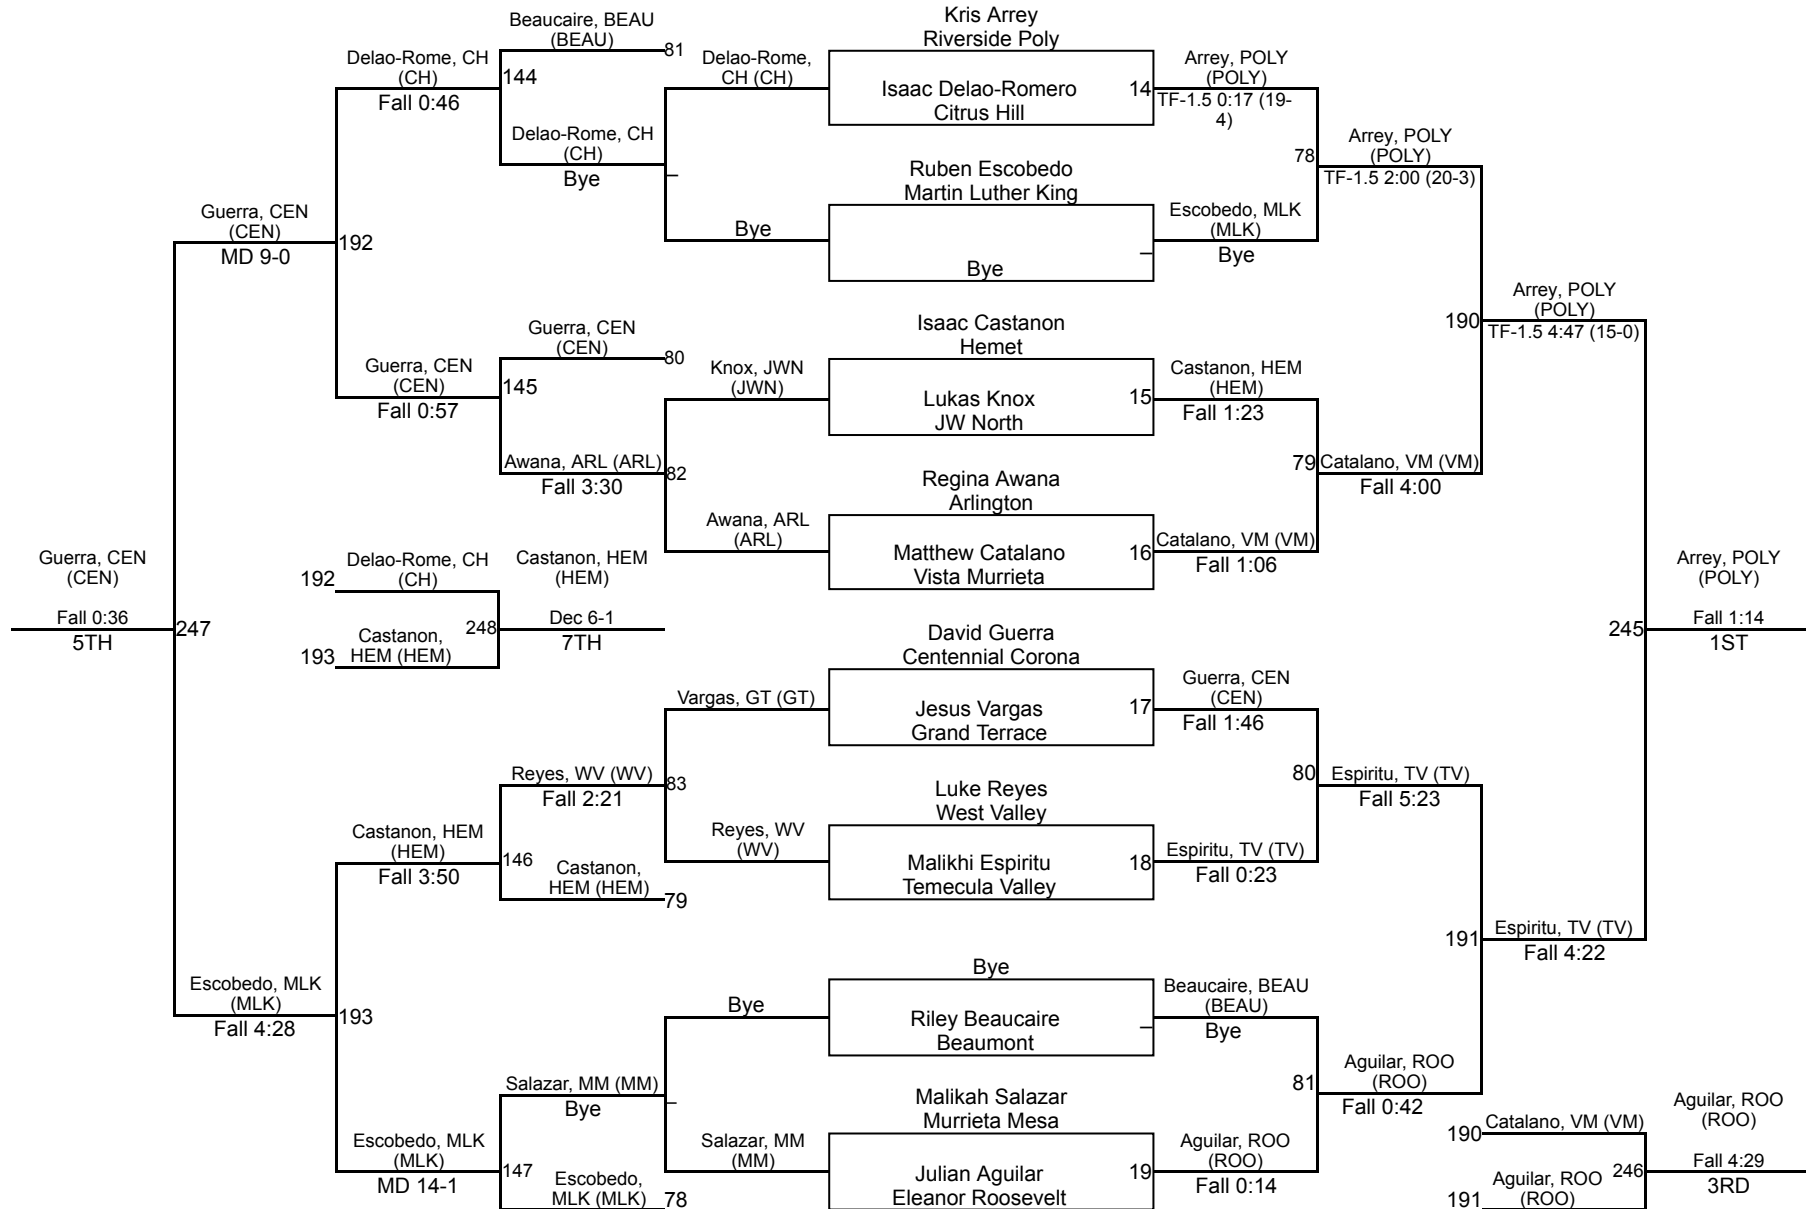 Beaucaire, BEAU
(BEAU)
81
Delao-Rome, CH
(CH)
144
Fall 0:46
Delao-Rome, CH
(CH)
Bye
Delao-Rome,
CH (CH)
–
Bye
Guerra, CEN
(CEN)
192
MD 9-0
Guerra, CEN
(CEN)
80
Guerra, CEN
(CEN)
145
Fall 0:57
Knox, JWN
(JWN)
Awana, ARL (ARL)
82
Fall 3:30
Awana, ARL
(ARL)
Guerra, CEN
(CEN)
Fall 0:36
247
5TH
192
Delao-Rome, CH
(CH)
193
Castanon,
HEM (HEM)
248
Castanon, HEM
(HEM)
Dec 6-1
7TH
Vargas, GT (GT)
Reyes, WV (WV)
83
Fall 2:21
Reyes, WV
(WV)
Castanon, HEM
(HEM)
146
Fall 3:50
Castanon,
HEM (HEM)
79
Escobedo, MLK
(MLK)
193
Fall 4:28
Bye
Salazar, MM (MM)
–
Bye
Salazar, MM
(MM)
Escobedo, MLK
(MLK)
147
MD 14-1
Escobedo,
MLK (MLK)
78
Kris Arrey
Riverside Poly
Isaac Delao-Romero
Citrus Hill
14
Ruben Escobedo
Martin Luther King
Bye
–
Isaac Castanon
Hemet
Lukas Knox
JW North
15
Regina Awana
Arlington
Matthew Catalano
Vista Murrieta
16
David Guerra
Centennial Corona
Jesus Vargas
Grand Terrace
17
Luke Reyes
West Valley
Malikhi Espiritu
Temecula Valley
18
Bye
Riley Beaucaire
Beaumont
–
Malikah Salazar
Murrieta Mesa
Julian Aguilar
Eleanor Roosevelt
19
Arrey, POLY
(POLY)
TF-1.5 0:17 (19-
4)
78
Escobedo, MLK
(MLK)
Bye
Arrey, POLY
(POLY)
TF-1.5 2:00 (20-3)
190
Arrey, POLY
(POLY)
TF-1.5 4:47 (15-0)
Castanon, HEM
(HEM)
Fall 1:23
79
Catalano, VM (VM)
Fall 4:00
Catalano, VM (VM)
Fall 1:06
245
Arrey, POLY
(POLY)
Fall 1:14
1ST
Guerra, CEN
(CEN)
Fall 1:46
80
Espiritu, TV (TV)
Fall 5:23
Espiritu, TV (TV)
Fall 0:23
191
Espiritu, TV (TV)
Fall 4:22
Beaucaire, BEAU
(BEAU)
Bye
81
Aguilar, ROO
(ROO)
Fall 0:42
Aguilar, ROO
(ROO)
Fall 0:14
190
Catalano, VM (VM)
191
Aguilar, ROO
(ROO)
246
Aguilar, ROO
(ROO)
Fall 4:29
3RD